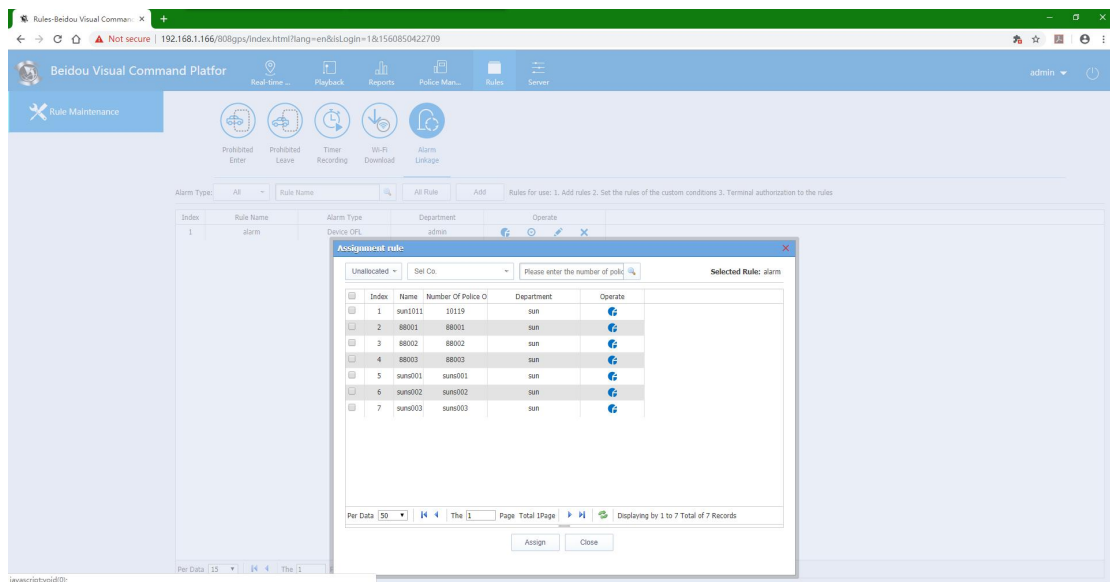 Rules-Beidou Visual Comman
Not secure | 192.168.1.166/808gps/index.html?lang=en&isLogin=1&1560850422709
Beidou Visual Command Platfor
Real-time ...
Playback
Reports
Police Man...
Rules
Server
admin
Rule Maintenance
Prohibited Enter
Prohibited Leave
Timer Recording
Wi-Fi Download
Alarm Linkage
Alarm Type: All Rule Name All Rule Add Rules for use: 1. Add rules 2. Set the rules of the custom conditions 3. Terminal authorization to the rules
Index Rule Name Alarm Type Department Operate
1 alarm Device OFL admin
Assignment rule
Unallocated Sel Co. Please enter the number of polic Selected Rule: alarm
Index Name Number Of Police O Department Operate
1 sun1011 10119 sun
2 88001 88001 sun
3 88002 88002 sun
4 88003 88003 sun
5 suns001 suns001 sun
6 suns002 suns002 sun
7 suns003 suns003 sun
Per Data 50 The 1 Page Total 1Page Displaying by 1 to 7 Total of 7 Records
Assign Close
Per Data 15 The 1
javascript:void(0);